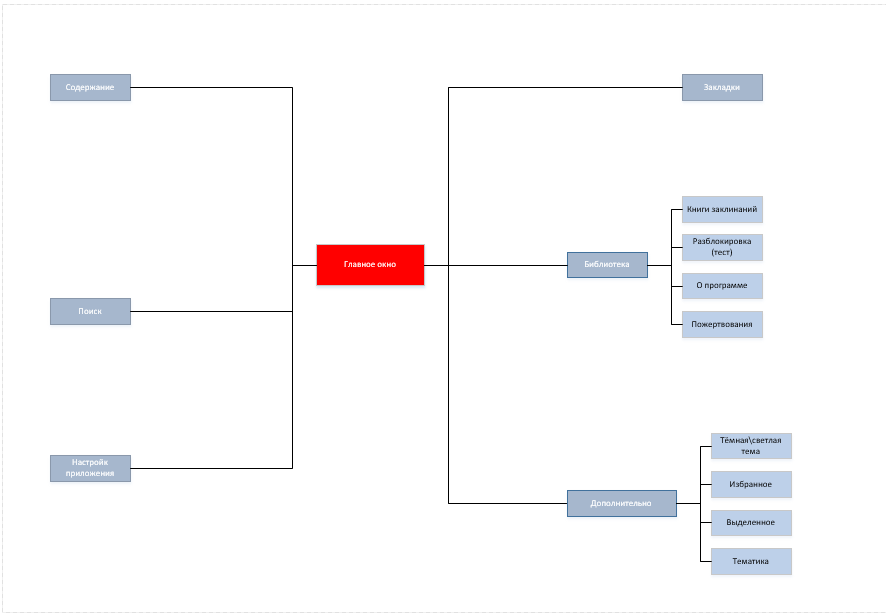 Содержание
Закладки
Книги заклинаний
Разблокировка
(тест)
Главное окно
Библиотека
О программе
Поиск
Пожертвования
Тёмная\светлая
тема
Настройк
приложения
Избранное
Дополнительно
Выделенное
Тематика